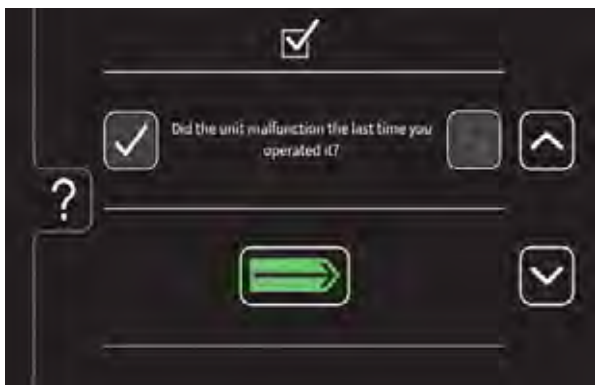 Did the unit malfunction the last time you
operated it?
?